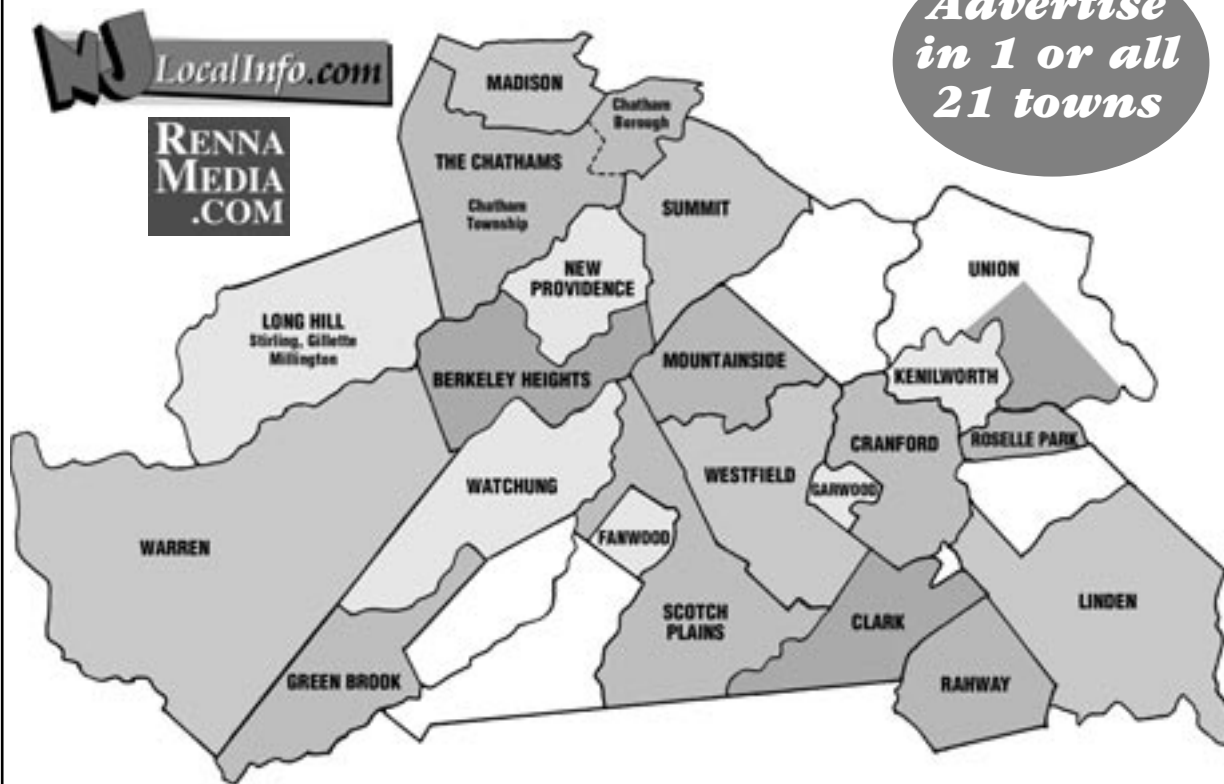 NJ LocalInfo.com
RENNA
MEDIA
.COM
Advertise
in 1 or all
21 towns
MADISON
Chatham
Borough
THE CHATHAMS
Chatham
Township
SUMMIT
NEW
PROVIDENCE
UNION
LONG HILL
Stirling, Gillette
Millington
BERKELEY HEIGHTS
MOUNTAINSIDE
KENILWORTH
CRANFORD
ROSELLE PARK
WATCHUNG
WESTFIELD
GARWOOD
WARREN
FANWOOD
SCOTCH
PLAINS
CLARK
LINDEN
GREEN BROOK
RAHWAY